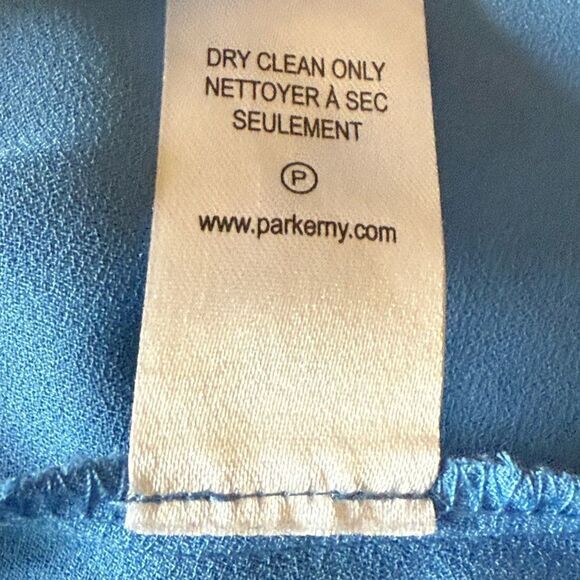 DRY CLEAN ONLY
NETTOYER À SEC
SEULEMENT
P
www.parkerny.com